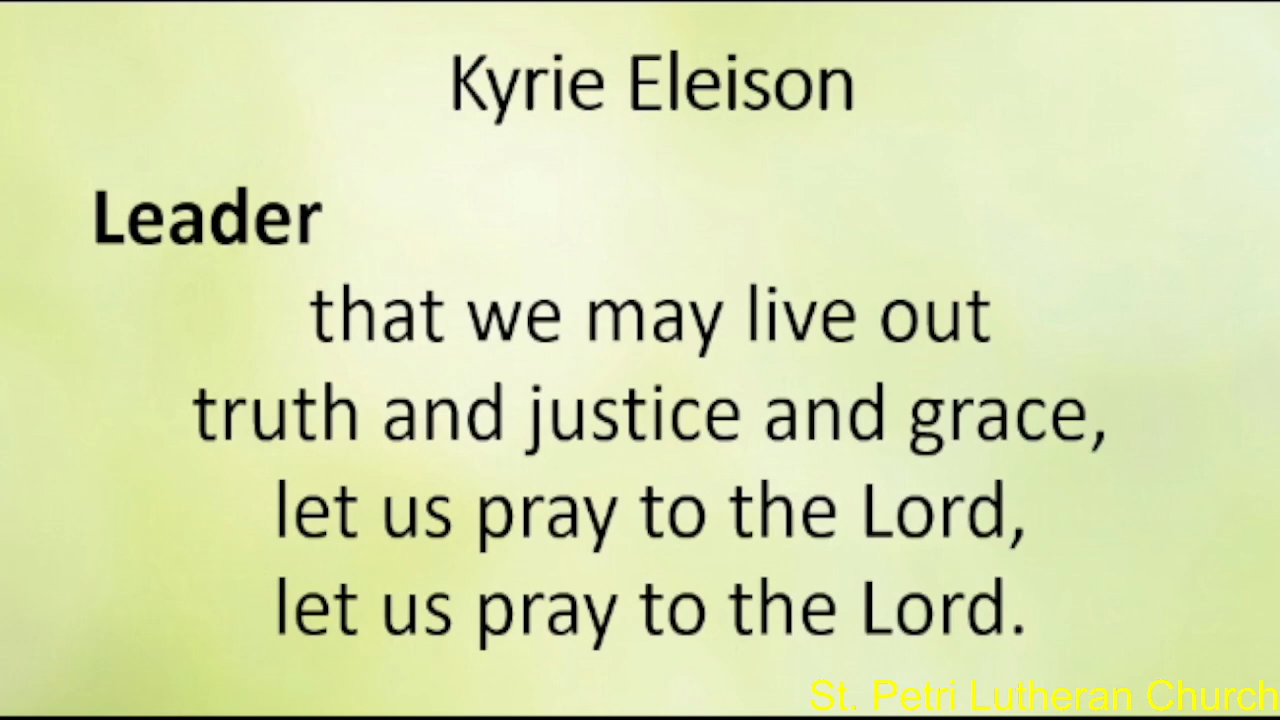 Kyrie Eleison
Leader
that we may live out
truth and justice and grace,
let us pray to the Lord,
let us pray to the Lord.
St. Petri Lutheran Church